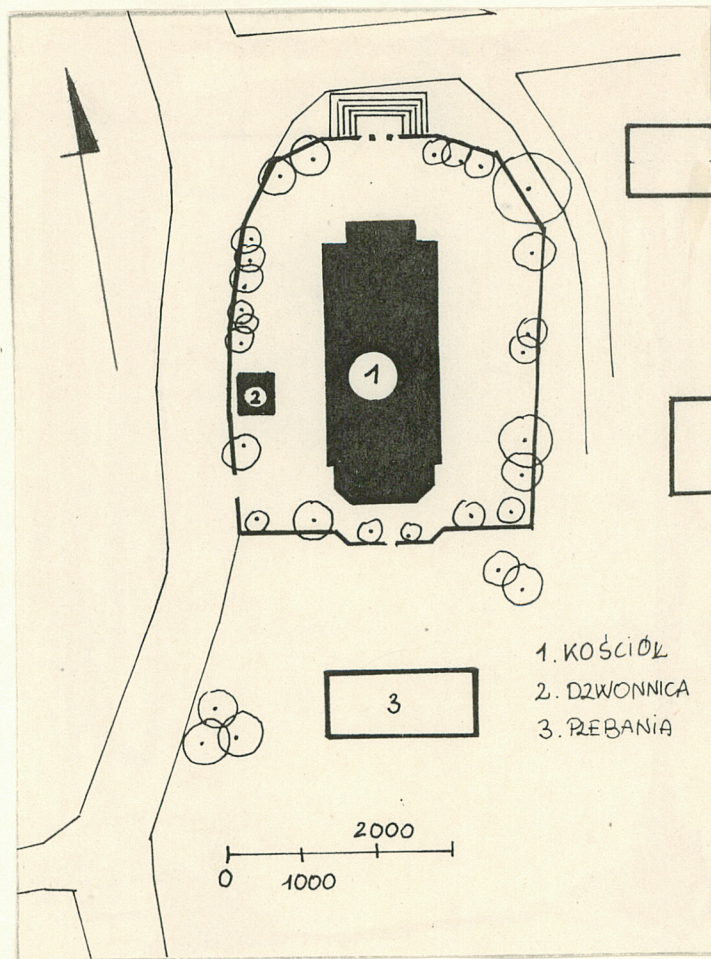 1
2
3
1. KOŚCIÓŁ
2. DZWONNICA
3. PLEBANIA
2000
0 1000